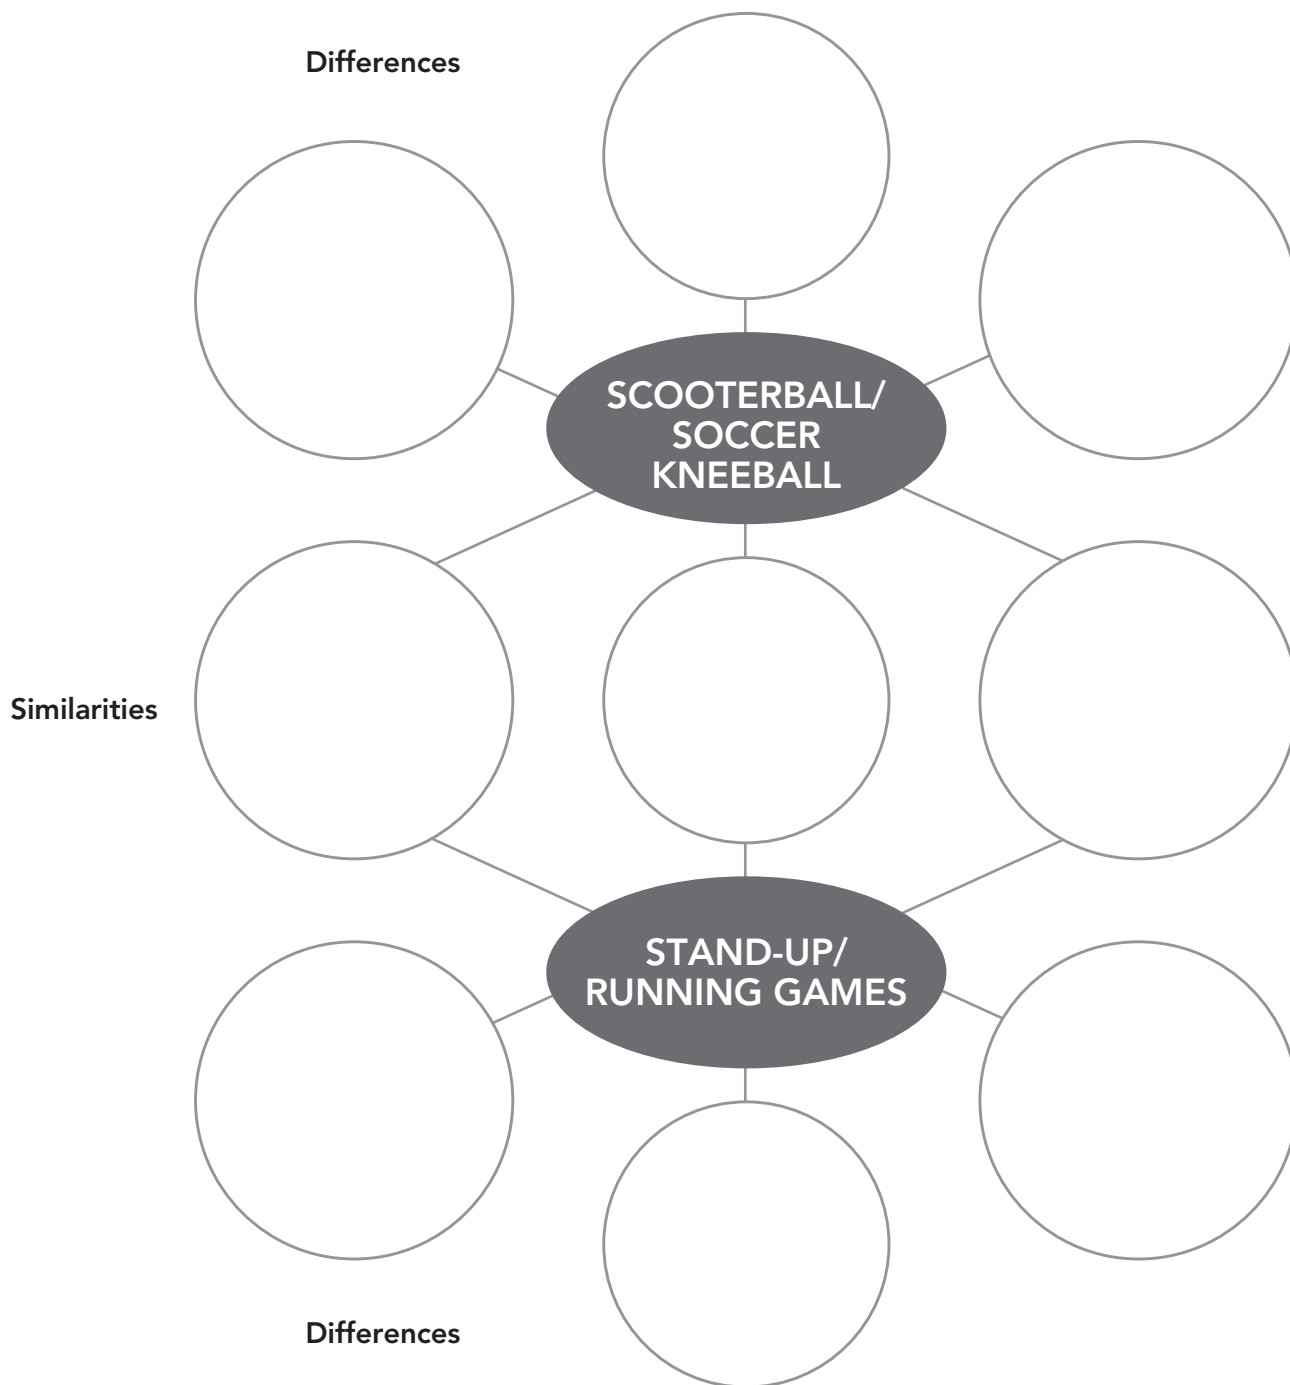 Differences
SCOOTERBALL/
SOCCER
KNEEBALL
Similarities
STAND-UP/
RUNNING GAMES
Differences